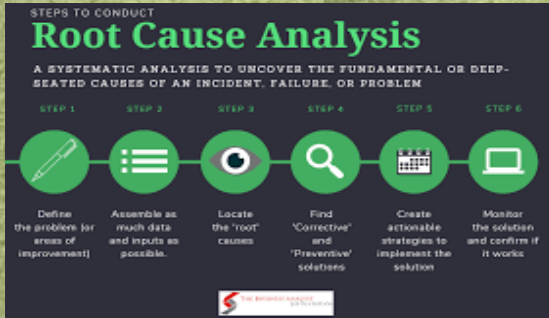 STEPS TO CONDUCT
Root Cause Analysis
A SYSTEMATIC ANALYSIS TO UNCOVER THE FUNDAMENTAL OR DEEP-
SEATED CAUSES OF AN INCIDENT, FAILURE, OR PROBLEM
STEP 1
STEP 2
STEP 3
STEP 4
STEP 5
STEP 6
Define
the problem (or
areas of
improvement)
Assemble as
much data
and inputs as
possible.
Locate
the 'root'
causes
Find
'Corrective'
and
'Preventive'
solutions
Create
actionable
strategies to
implement the
solution
Monitor
the solution
and confirm if
it works
THE BUSINESS ANALYST